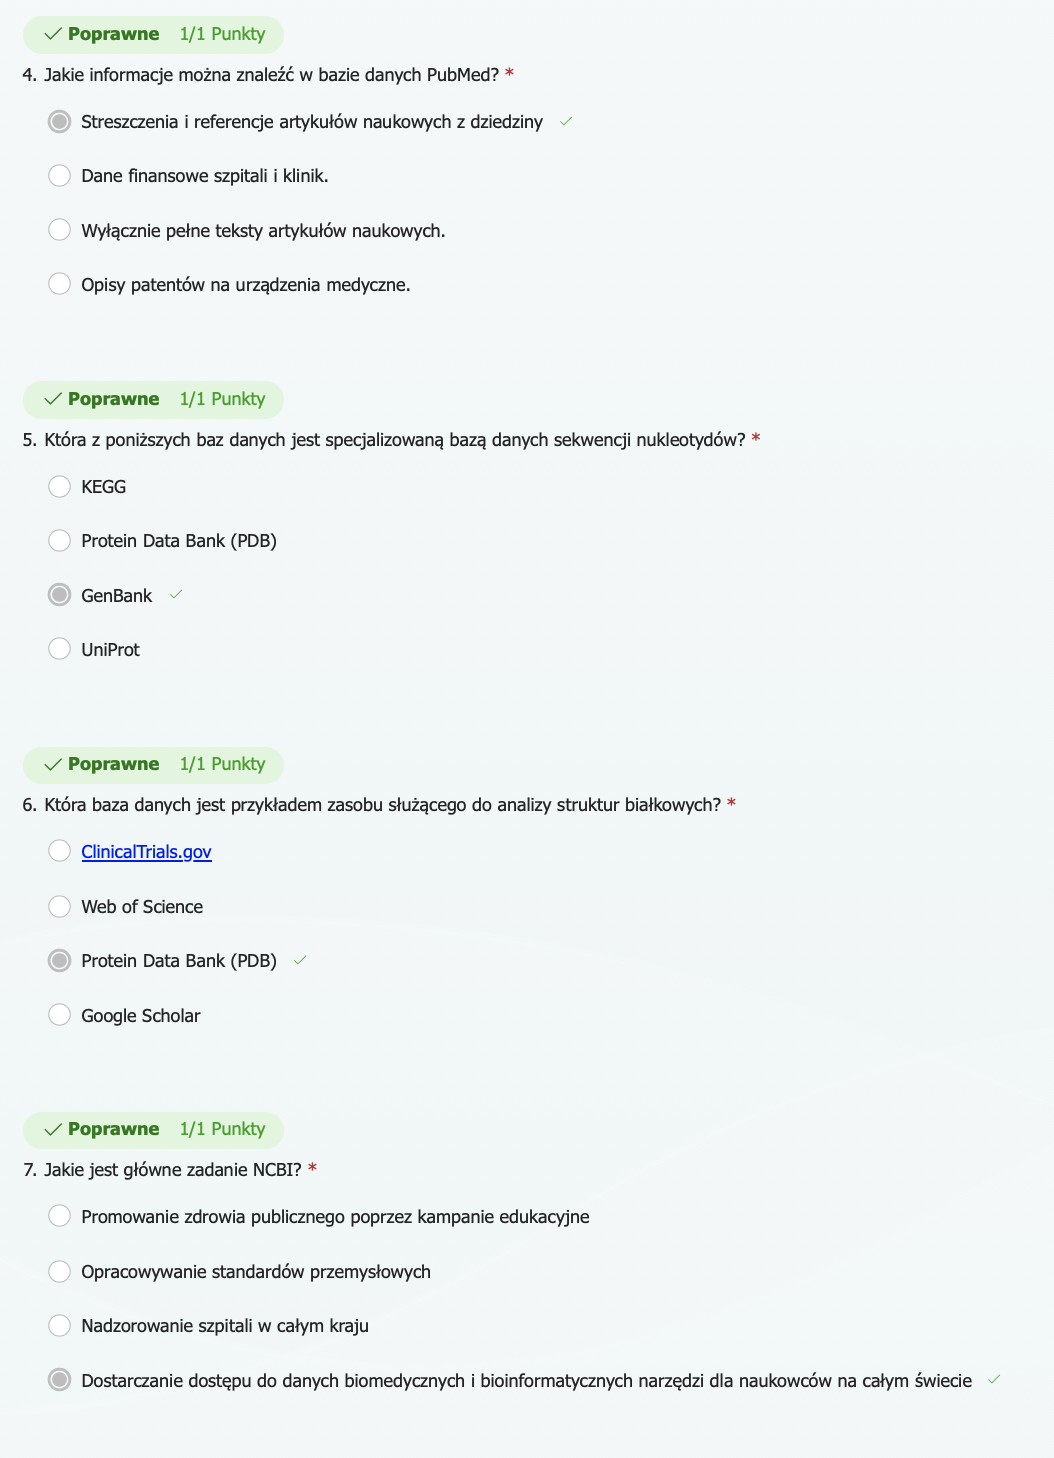 Poprawne 1/1 Punkty
4. Jakie informacje można znaleźć w bazie danych PubMed? *
Streszczenia i referencje artykułów naukowych z dziedziny
Dane finansowe szpitali i klinik.
Wyłącznie pełne teksty artykułów naukowych.
Opisy patentów na urządzenia medyczne.
Poprawne 1/1 Punkty
5. Która z poniższych baz danych jest specjalizowaną bazą danych sekwencji nukleotydów? *
KEGG
Protein Data Bank (PDB)
GenBank
UniProt
Poprawne 1/1 Punkty
6. Która baza danych jest przykładem zasobu służącego do analizy struktur białkowych? *
ClinicalTrials.gov
Web of Science
Protein Data Bank (PDB)
Google Scholar
Poprawne 1/1 Punkty
7. Jakie jest główne zadanie NCBI? *
Promowanie zdrowia publicznego poprzez kampanie edukacyjne
Opracowywanie standardów przemysłowych
Nadzorowanie szpitali w całym kraju
Dostarczanie dostępu do danych biomedycznych i bioinformatycznych narzędzi dla naukowców na całym świecie